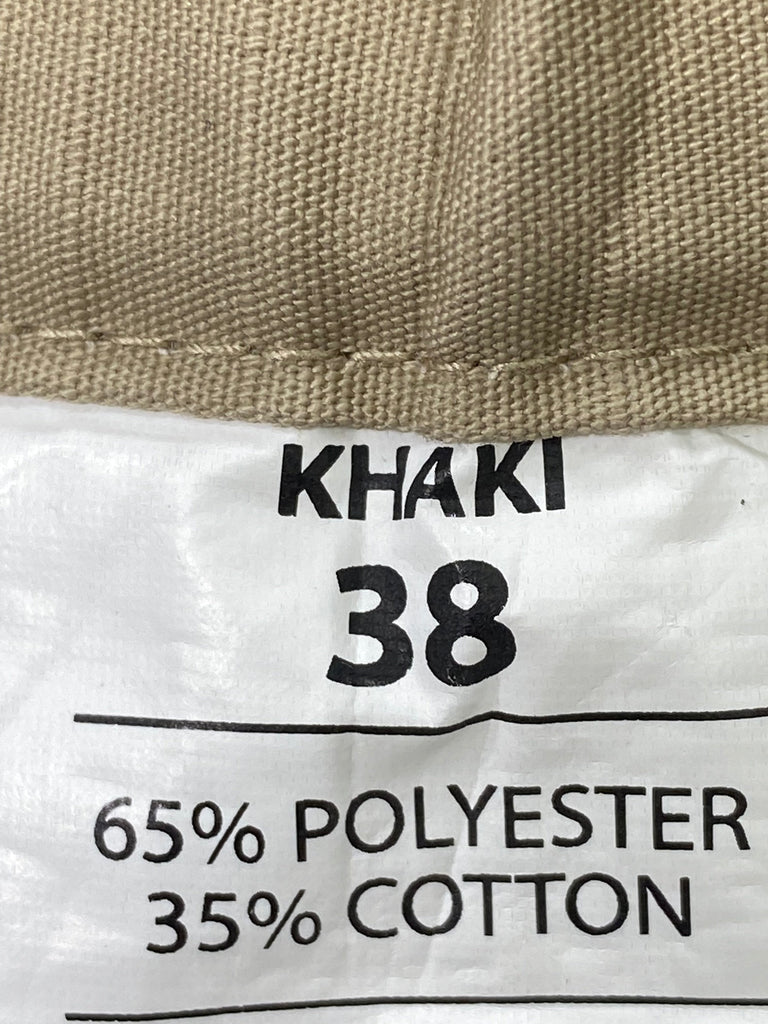 KHAKI
38
65% POLYESTER
35% COTTON